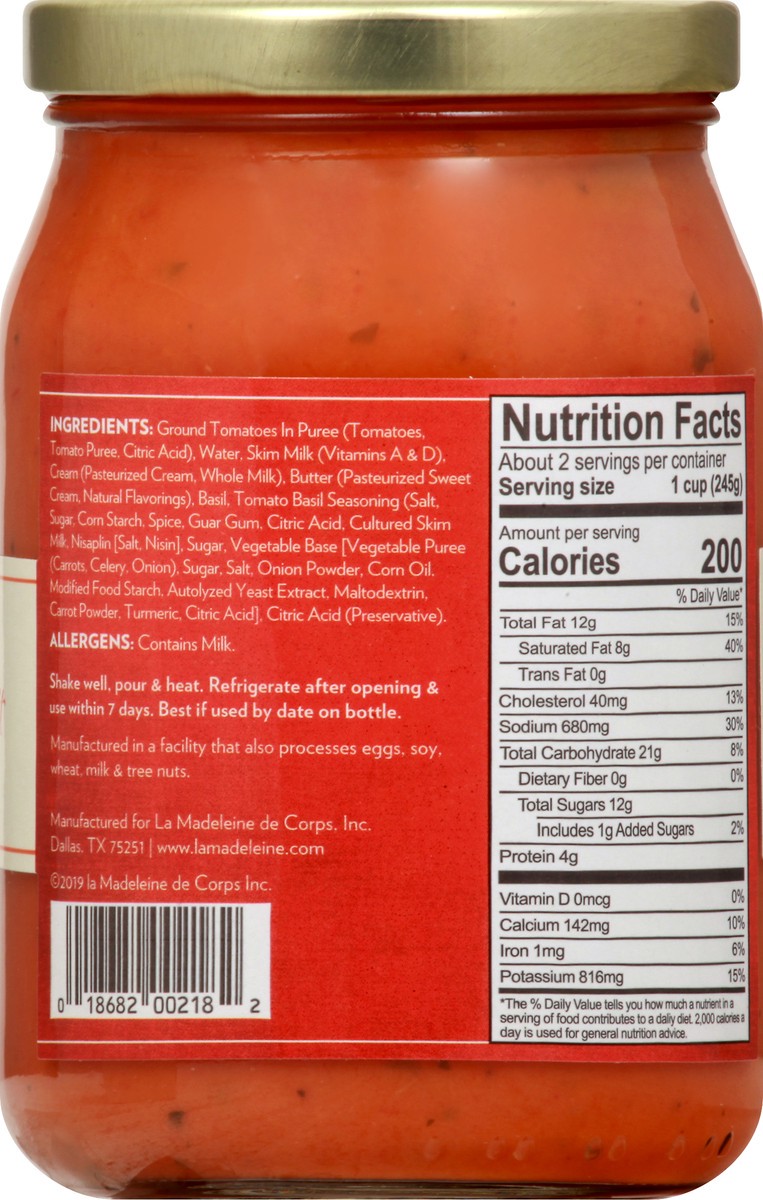 INGREDIENTS: Ground Tomatoes In Puree (Tomatoes,
Tomato Puree, Citric Acid), Water, Skim Milk (Vitamins A & D),
Cream (Pasteurized Cream, Whole Milk), Butter (Pasteurized Sweet
Cream, Natural Flavorings), Basil, Tomato Basil Seasoning (Salt,
Sugar, Corn Starch, Spice, Guar Gum, Citric Acid, Cultured Skim
Milk, Nisaplin [Salt, Nisin], Sugar, Vegetable Base [Vegetable Puree
(Carrots, Celery, Onion), Sugar, Salt, Onion Powder, Corn Oil,
Modified Food Starch, Autolyzed Yeast Extract, Maltodextrin,
Carrot Powder, Turmeric, Citric Acid], Citric Acid (Preservative).
ALLERGENS: Contains Milk.
Shake well, pour & heat. Refrigerate after opening &
use within 7 days. Best if used by date on bottle.
Manufactured in a facility that also processes eggs, soy,
wheat, milk & tree nuts.
Manufactured for La Madeleine de Corps, Inc.
Dallas, TX 75251 | www.lamadeleine.com
©2019 la Madeleine de Corps Inc.
0 18682 00218 2
Nutrition Facts
About 2 servings per container
Serving size 1 cup (245g)
Amount per serving
Calories 200
% Daily Value*
Total Fat 12g 15%
Saturated Fat 8g 40%
Trans Fat 0g
Cholesterol 40mg 13%
Sodium 680mg 30%
Total Carbohydrate 21g 8%
Dietary Fiber 0g 0%
Total Sugars 12g
Includes 1g Added Sugars 2%
Protein 4g
Vitamin D 0mcg 0%
Calcium 142mg 10%
Iron 1mg 6%
Potassium 816mg 15%
*The % Daily Value tells you how much a nutrient in a
serving of food contributes to a daliy diet. 2,000 calories a
day is used for general nutrition advice.